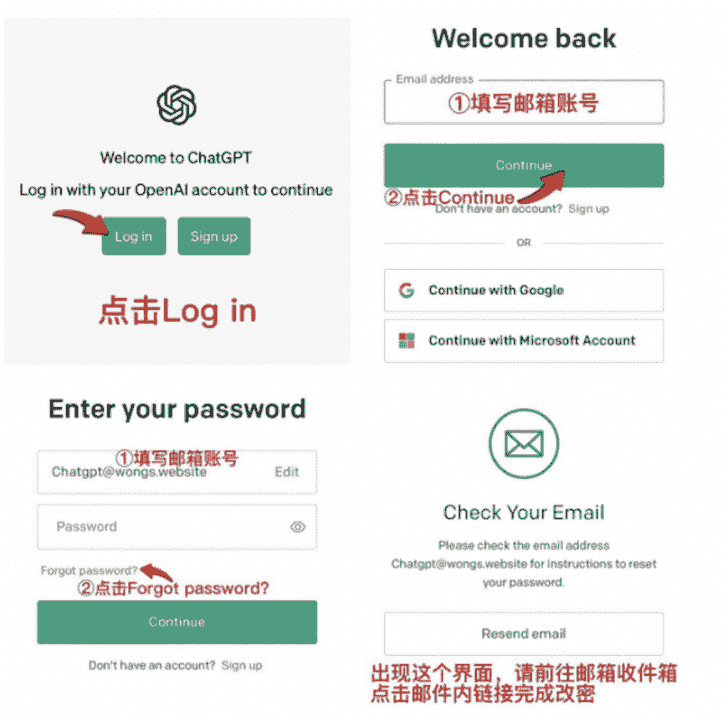 Welcome to ChatGPT
Log in with your OpenAI account to continue
Log in
Sign up
点击Log in
Welcome back
Email address
①填写邮箱账号
Continue
②点击Continue
Don't have an account? Sign up
OR
Continue with Google
Continue with Microsoft Account
Enter your password
①填写邮箱账号
Chatgpt@wongs.website
Edit
Password
Forgot password?
②点击Forgot password?
Continue
Don't have an account? Sign up
Check Your Email
Please check the email address
Chatgpt@wongs.website for instructions to reset
your password.
Resend email
出现这个界面，请前往邮箱收件箱
点击邮件内链接完成改密